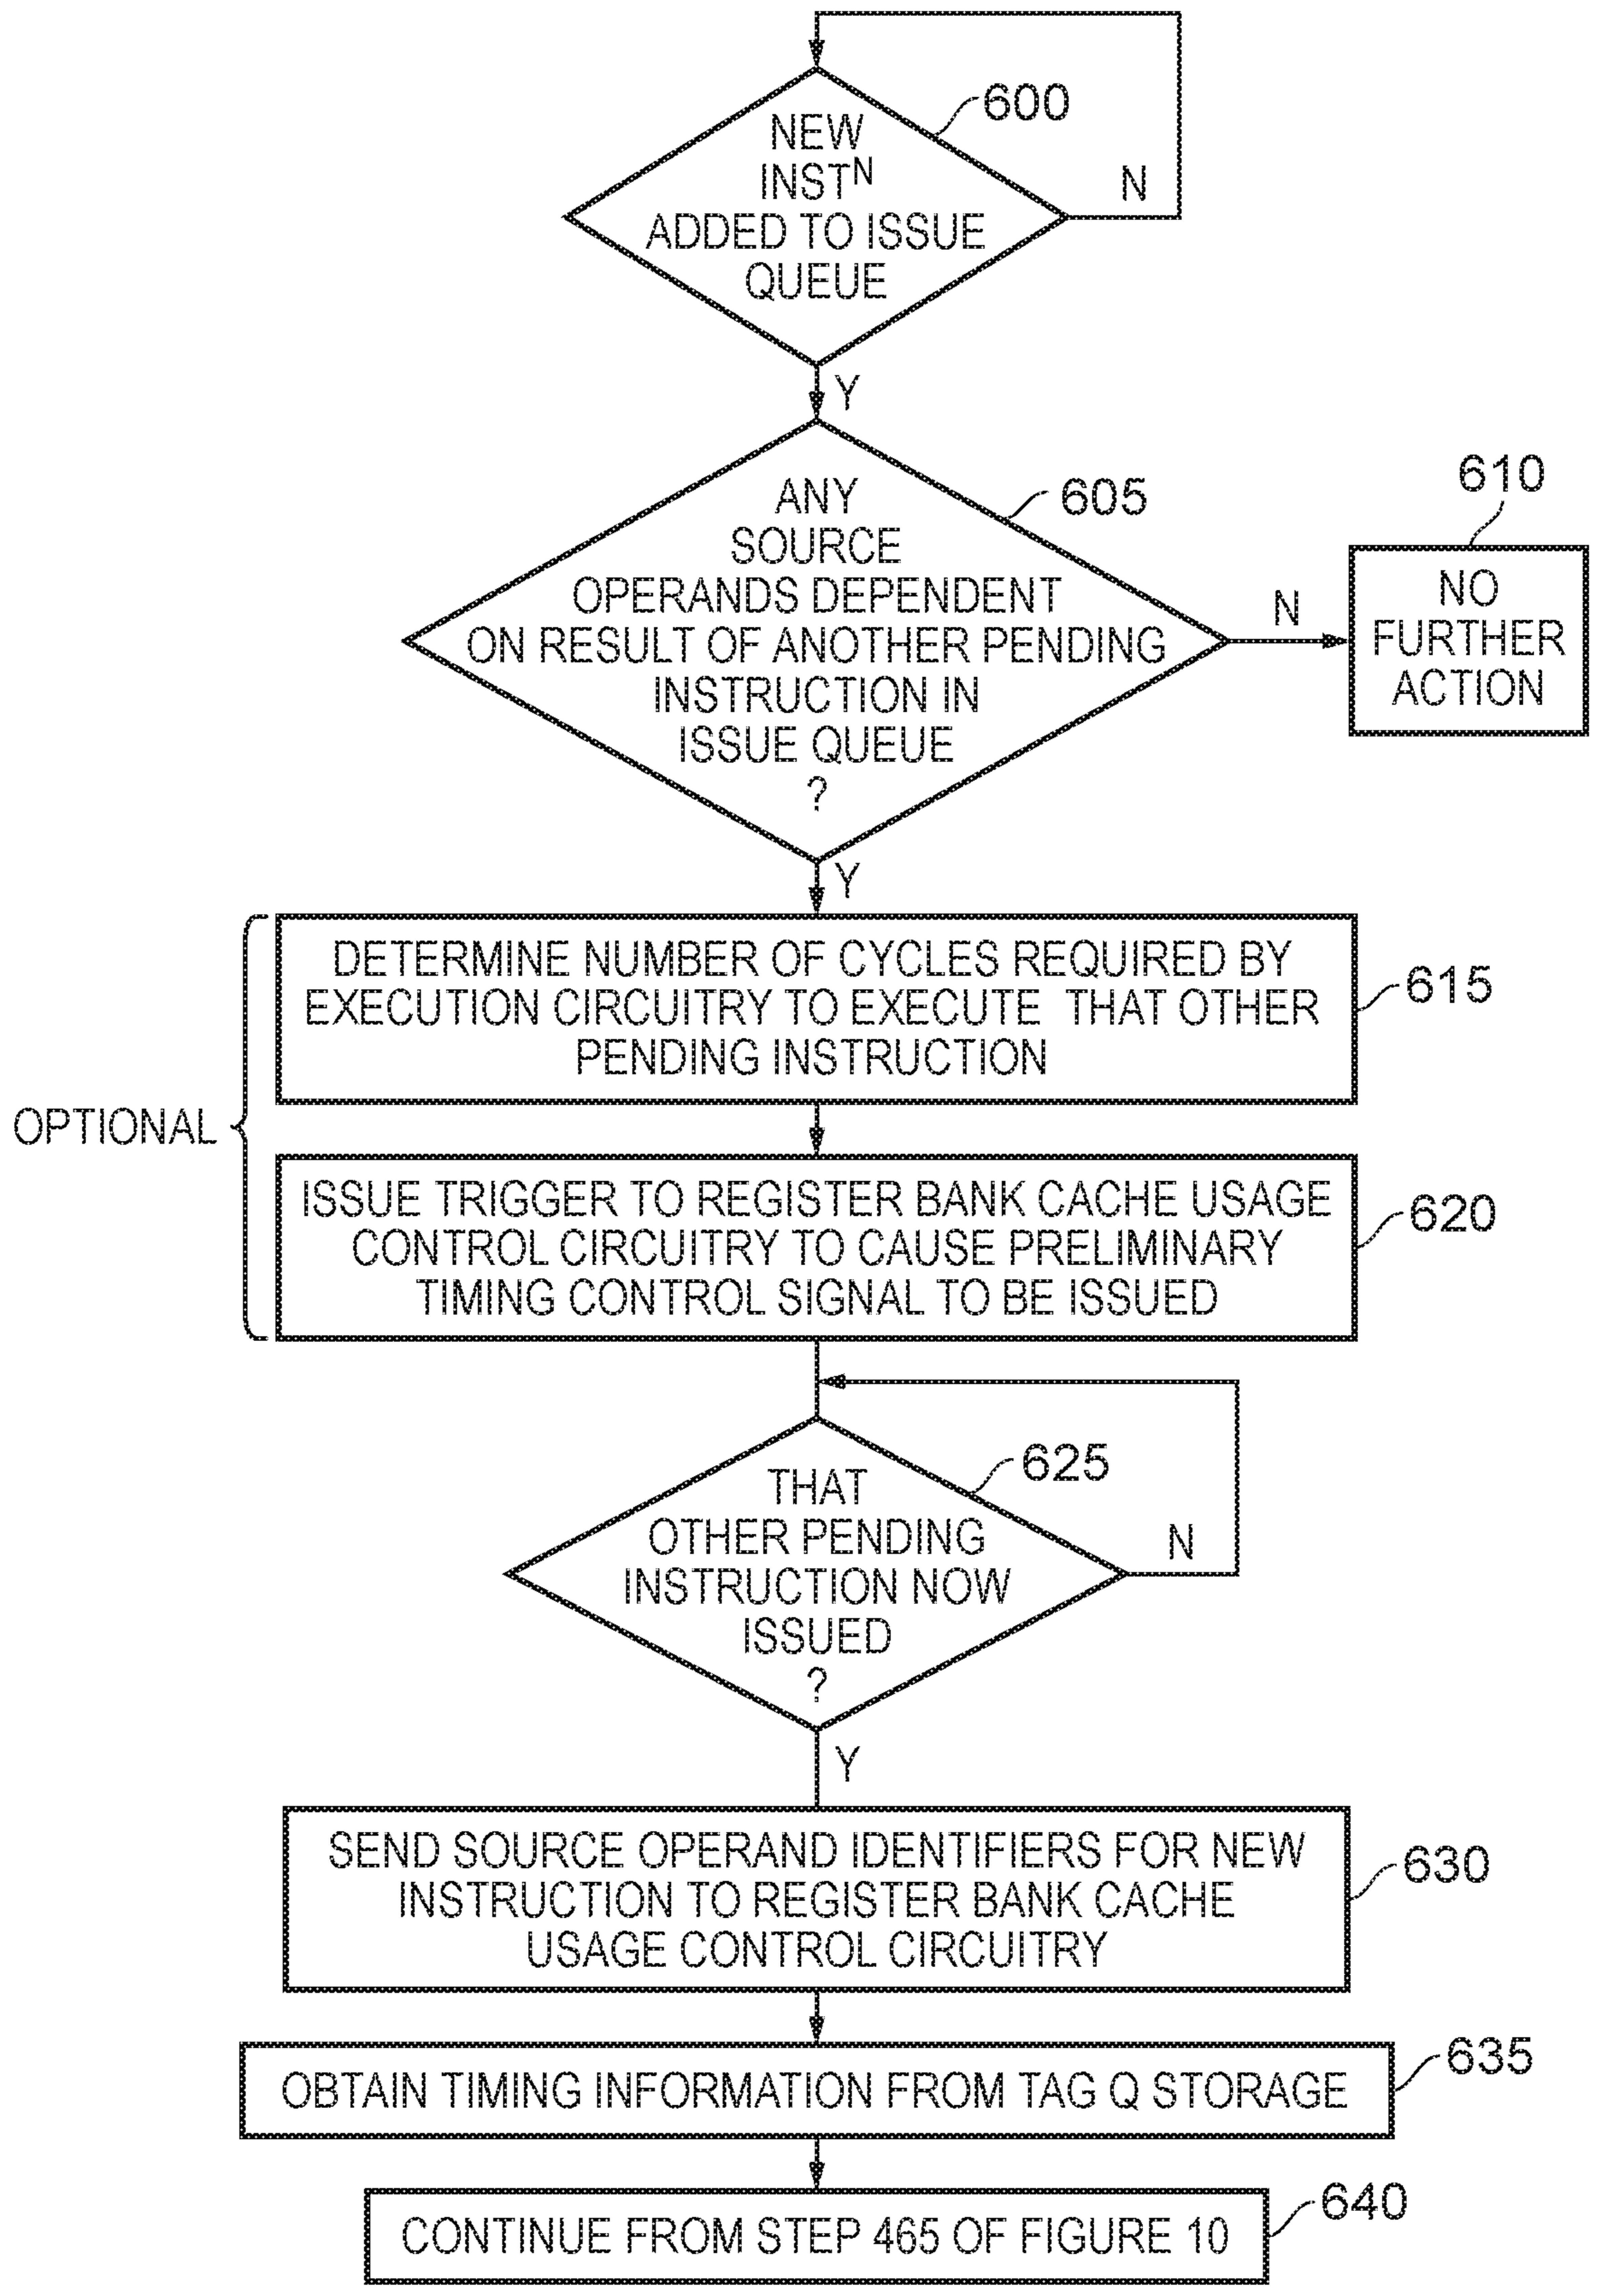 600
NEW
INSTᴺ
ADDED TO ISSUE
QUEUE
N
Y
605
ANY
SOURCE
OPERANDS DEPENDENT
ON RESULT OF ANOTHER PENDING
INSTRUCTION IN
ISSUE QUEUE
?
N
610
NO
FURTHER
ACTION
Y
OPTIONAL
DETERMINE NUMBER OF CYCLES REQUIRED BY
EXECUTION CIRCUITRY TO EXECUTE THAT OTHER
PENDING INSTRUCTION
615
ISSUE TRIGGER TO REGISTER BANK CACHE USAGE
CONTROL CIRCUITRY TO CAUSE PRELIMINARY
TIMING CONTROL SIGNAL TO BE ISSUED
620
625
THAT
OTHER PENDING
INSTRUCTION NOW
ISSUED
?
N
Y
SEND SOURCE OPERAND IDENTIFIERS FOR NEW
INSTRUCTION TO REGISTER BANK CACHE
USAGE CONTROL CIRCUITRY
630
OBTAIN TIMING INFORMATION FROM TAG Q STORAGE
635
CONTINUE FROM STEP 465 OF FIGURE 10
640